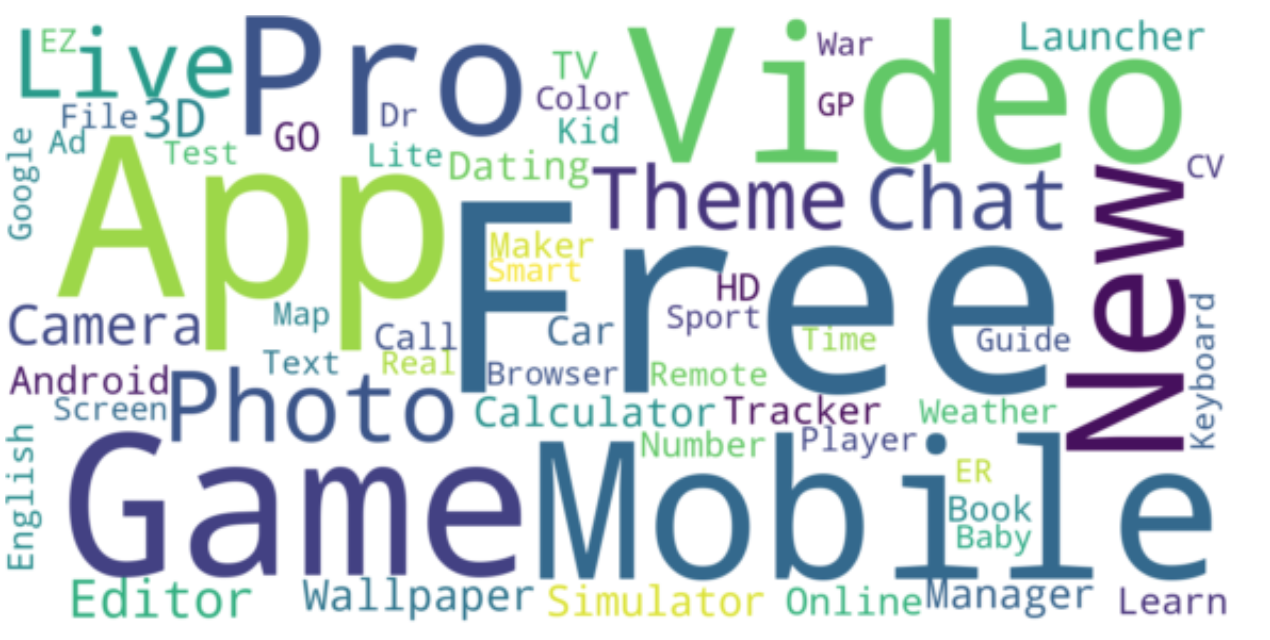 Live
EZ
Pro
TV
Video
War
Launcher
File
3D
Dr
Color
GP
Ad
GO
Kid
Google
Test
Lite
Dating
CV
App
Theme
Chat
New
Free
Maker
Smart
HD
Camera
Map
Call
Car
Sport
Time
Guide
Keyboard
Text
Real
Browser
Remote
Android
Photo
Screen
Calculator
Tracker
Weather
English
Game
Number
Player
Mobile
ER
Book
Baby
Editor
Wallpaper
Simulator
Online
Manager
Learn